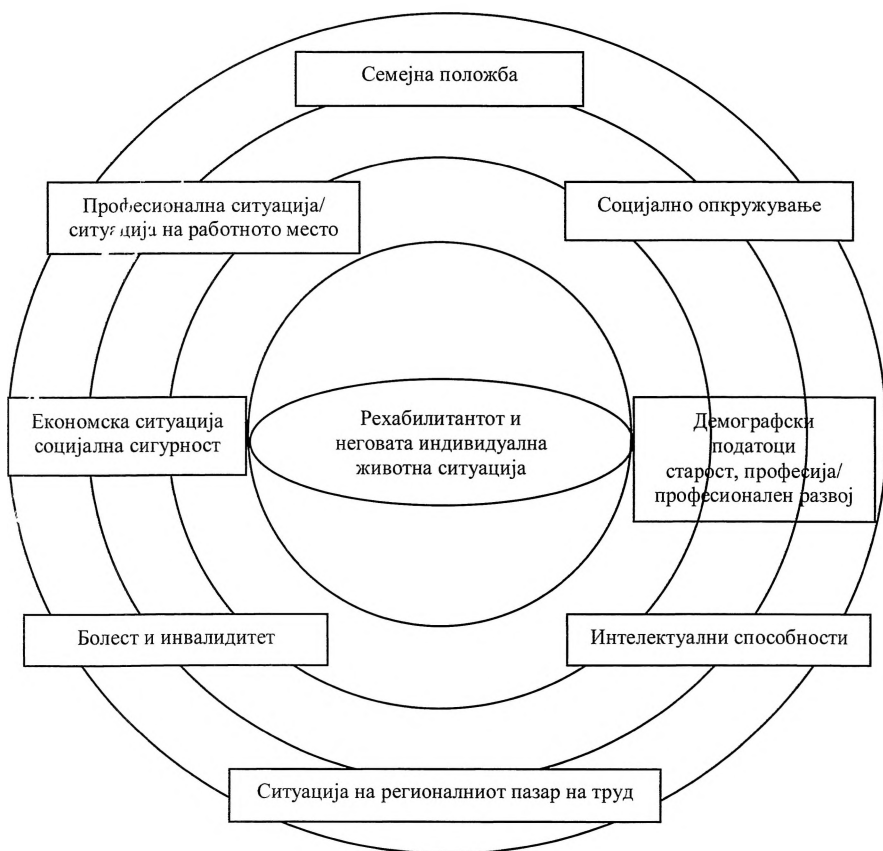 Семејна положба
Професионална ситуација/
ситуација на работното место
Социјално опкружување
Економска ситуација
социјална сигурност
Рехабилитантот и
неговата индивидуална
животна ситуација
Демографски
податоци
старост, професија/
професионален развој
Болест и инвалидитет
Интелектуални способности
Ситуација на регионалниот пазар на труд